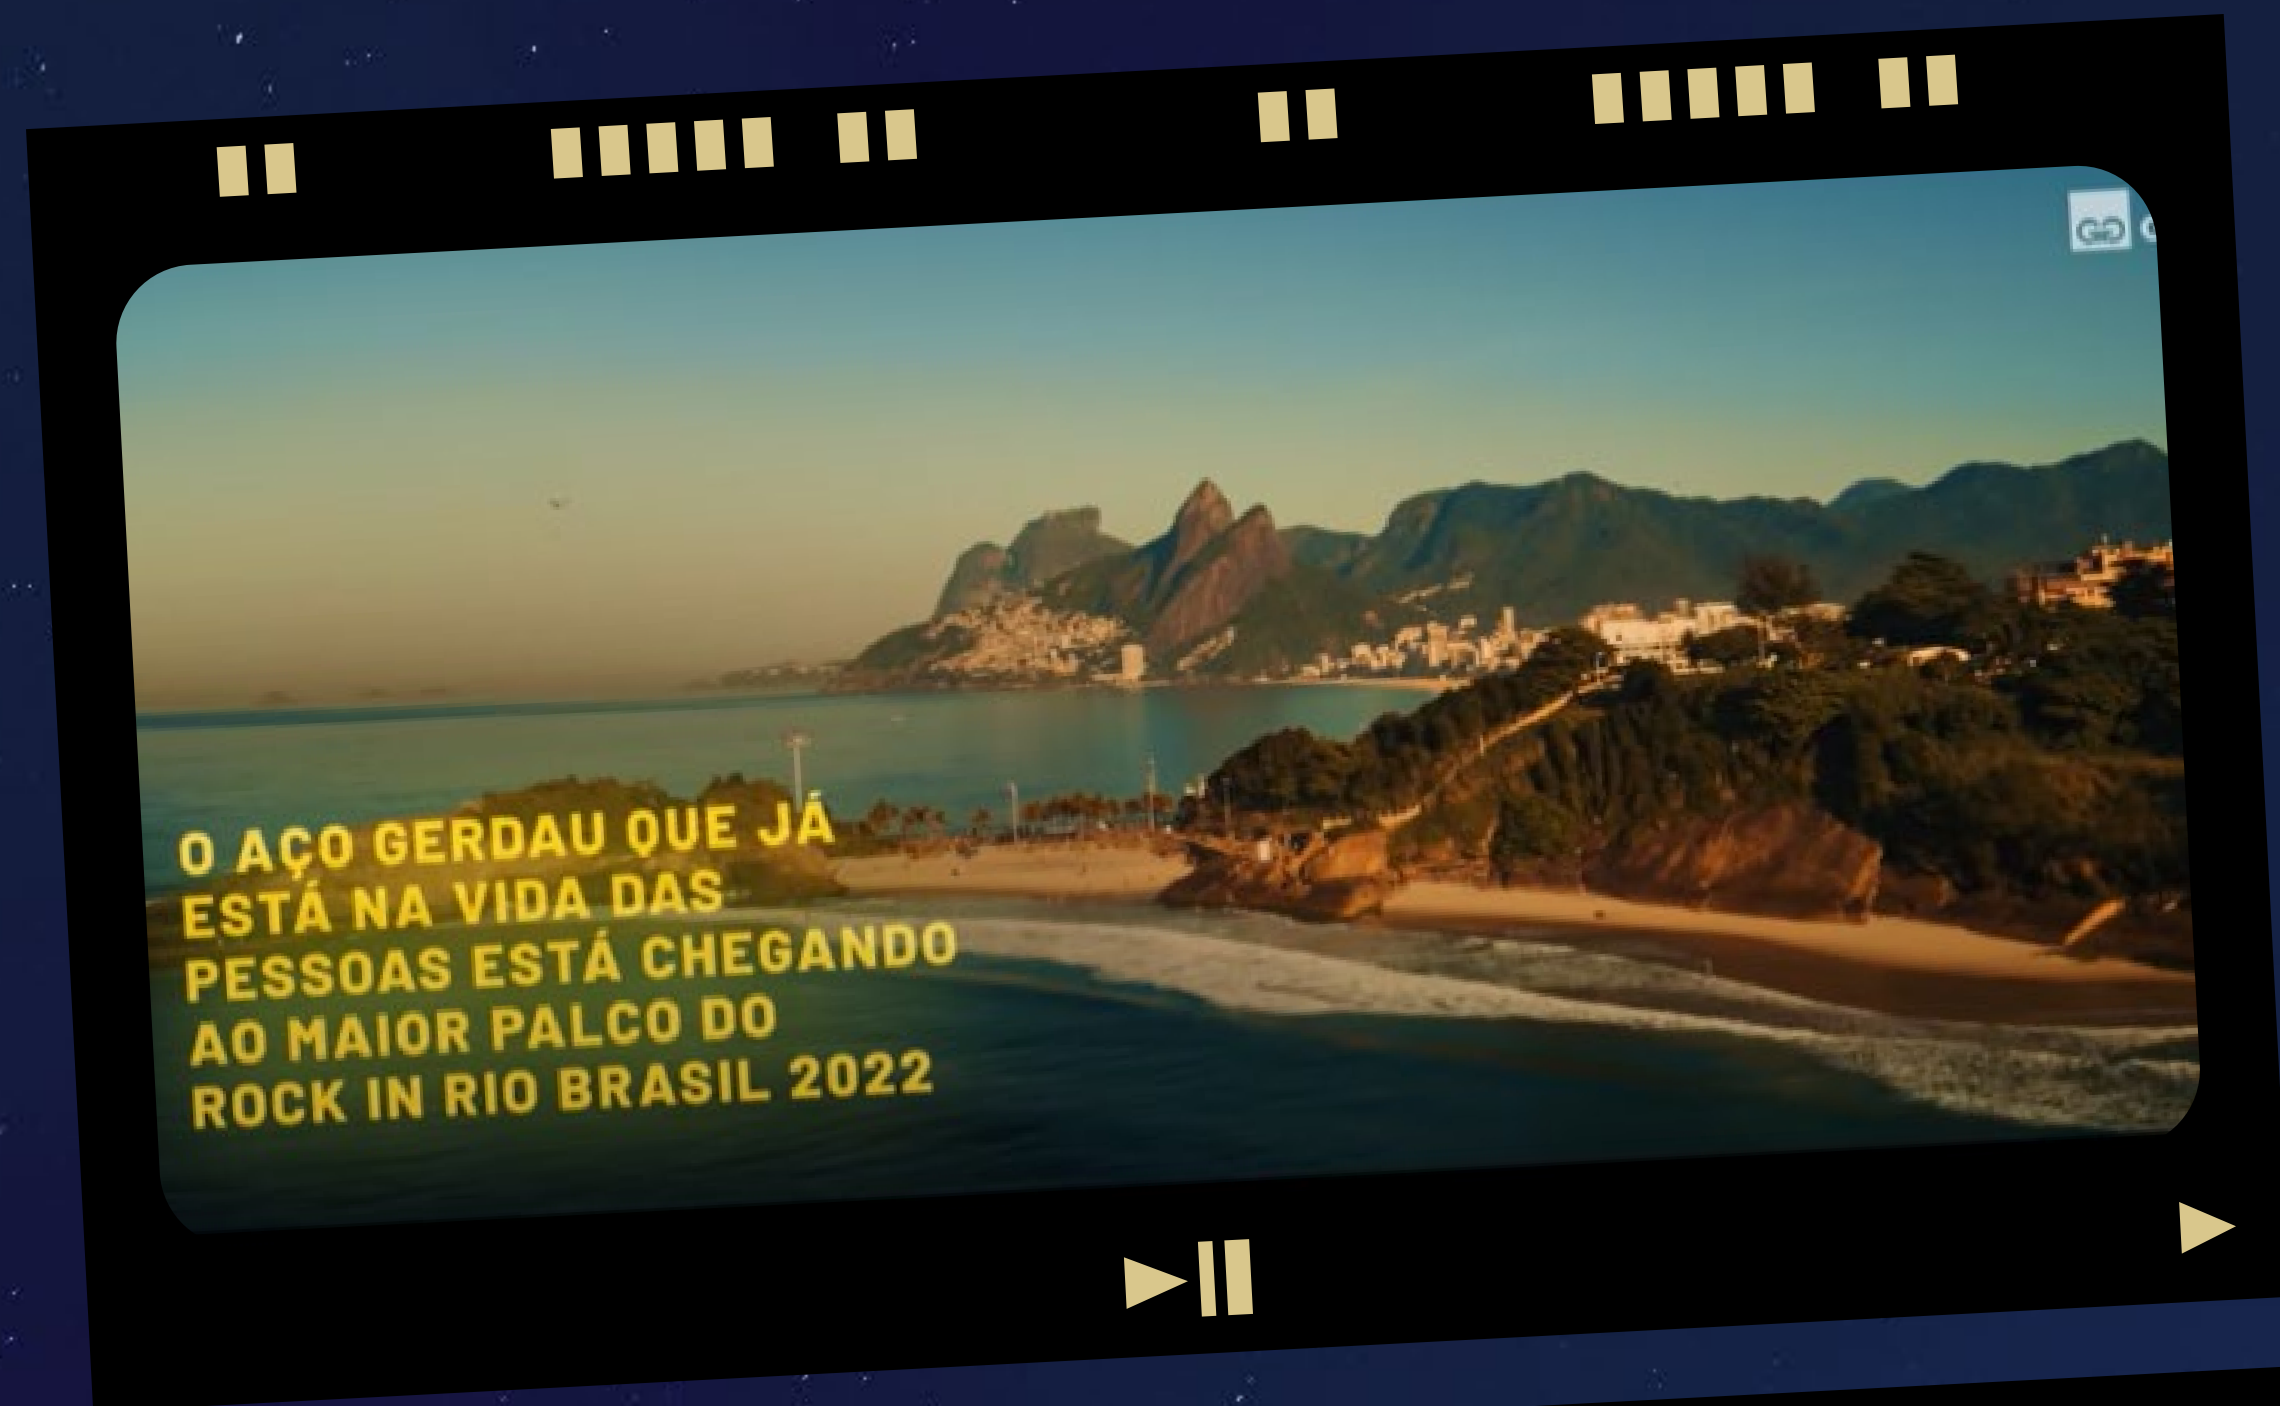 O AÇO GERDAU QUE JÁ
ESTÁ NA VIDA DAS
PESSOAS ESTÁ CHEGANDO
AO MAIOR PALCO DO
ROCK IN RIO BRASIL 2022